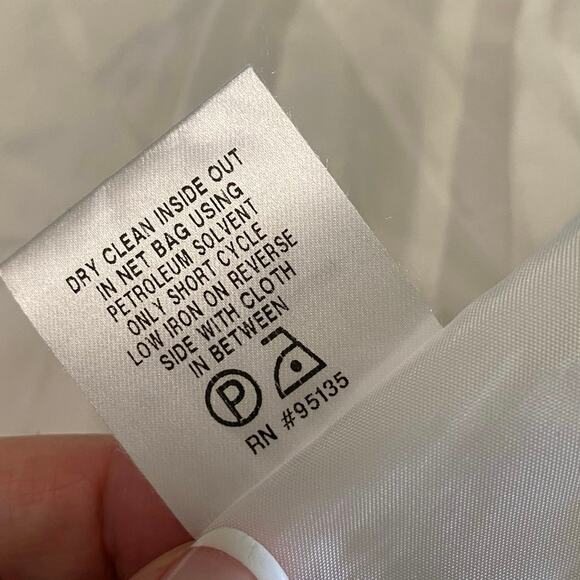 DRY CLEAN INSIDE OUT
IN NET BAG USING
PETROLEUM SOLVENT
ONLY SHORT CYCLE
LOW IRON ON REVERSE
SIDE WITH CLOTH
IN BETWEEN
P
RN #95135